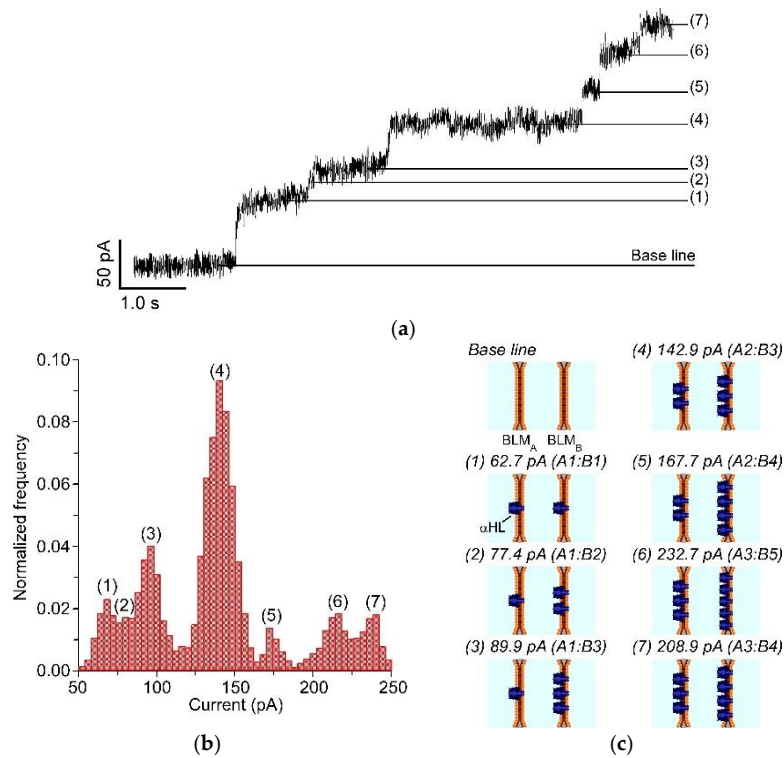 (7)
(6)
(5)
(4)
(3)
(2)
(1)
50 pA
Base line
1.0 s
(a)
0.10
0.08
0.06
0.04
0.02
0.00
Normalized frequency
(1)
(2)
(3)
(4)
(5)
(6)
(7)
50 100 150 200 250
Current (pA)
(b)
Base line
BLMA BLMB
(1) 62.7 pA (A1:B1)
αHL
(2) 77.4 pA (A1:B2)
(3) 89.9 pA (A1:B3)
(4) 142.9 pA (A2:B3)
(5) 167.7 pA (A2:B4)
(6) 232.7 pA (A3:B5)
(7) 208.9 pA (A3:B4)
(c)